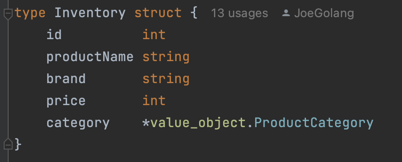 type Inventory struct { 13 usages JoeGolang
id int
productName string
brand string
price int
category *value_object.ProductCategory
}